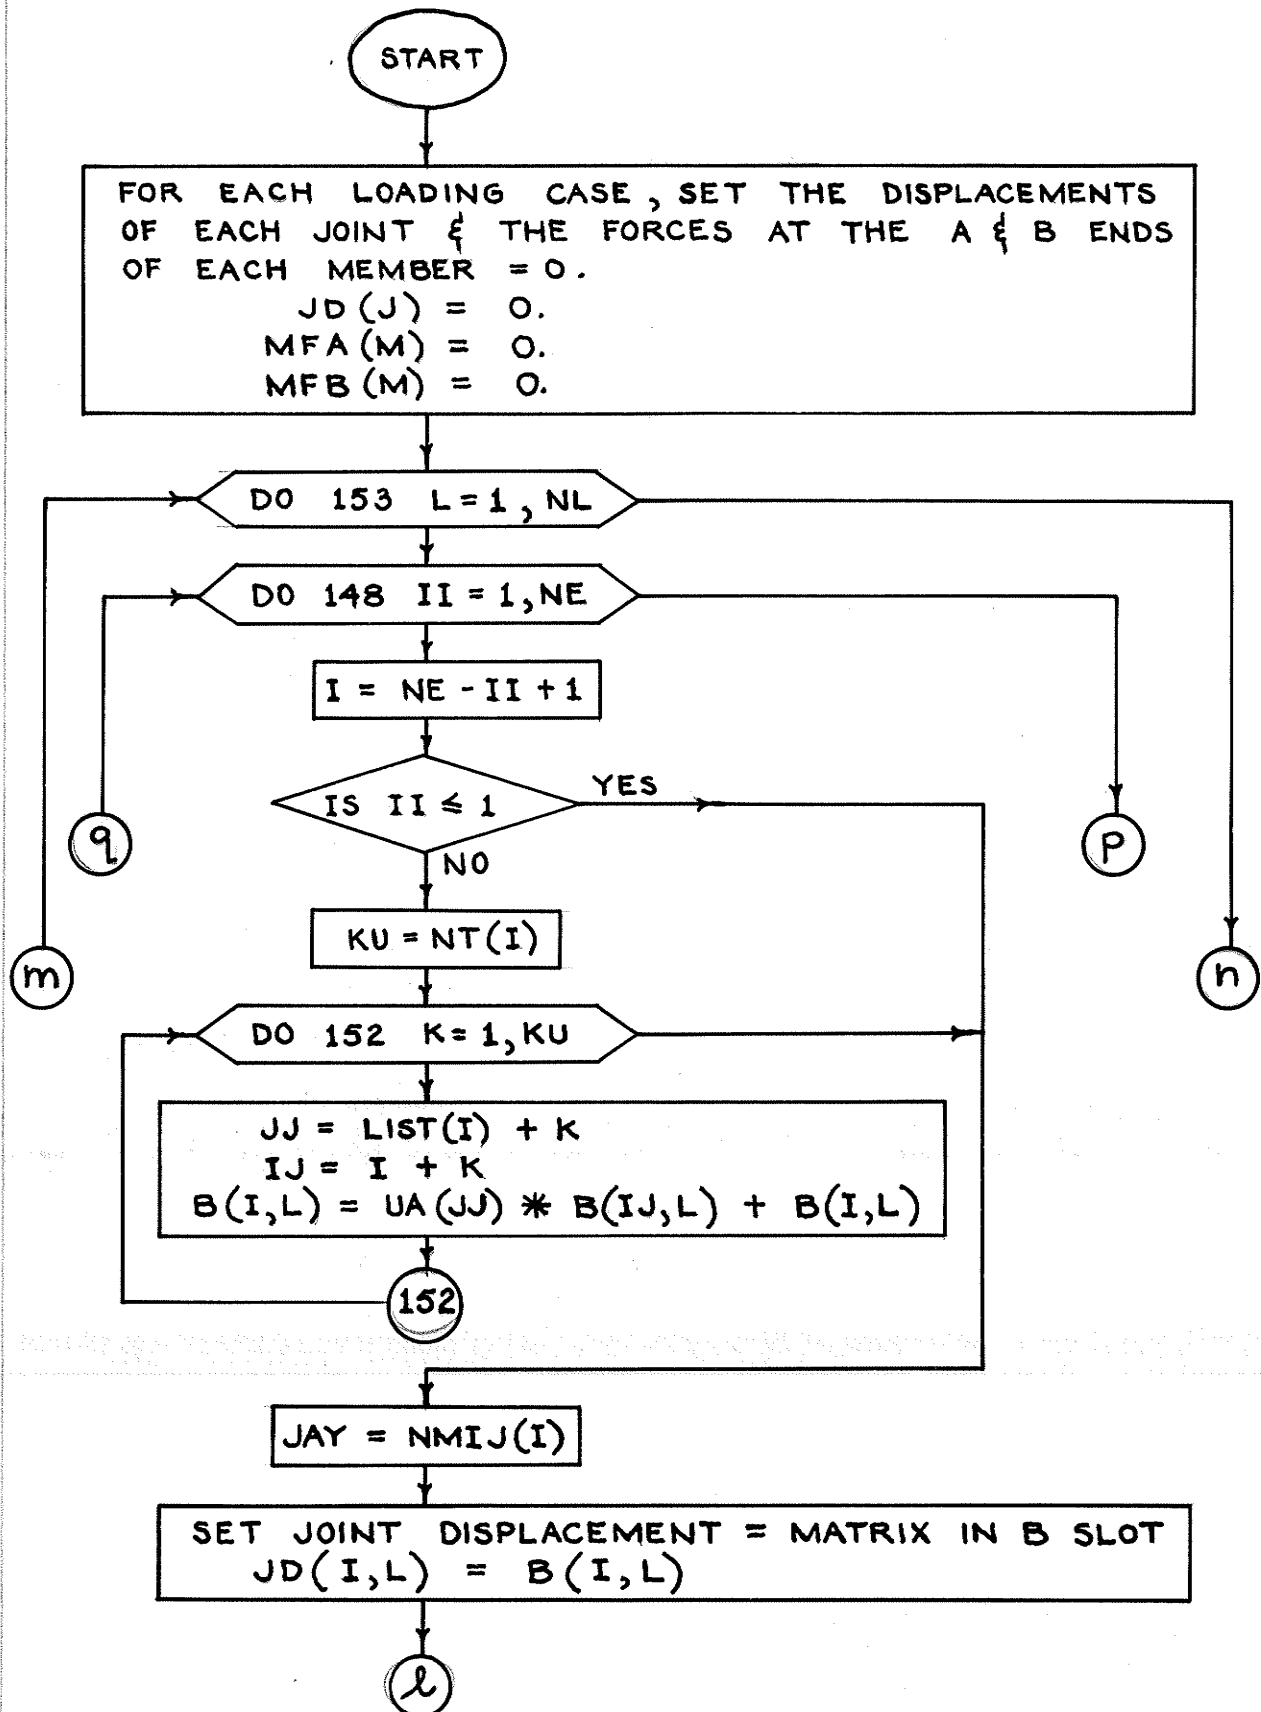 START
FOR EACH LOADING CASE, SET THE DISPLACEMENTS
OF EACH JOINT & THE FORCES AT THE A & B ENDS
OF EACH MEMBER = 0.
JD(J) = 0.
MFA(M) = 0.
MFB(M) = 0.
DO 153 L=1, NL
DO 148 II = 1, NE
I = NE - II + 1
IS II ≤ 1
YES
q
p
NO
KU = NT(I)
m
n
DO 152 K=1, KU
JJ = LIST(I) + K
IJ = I + K
B(I,L) = UA(JJ) * B(IJ,L) + B(I,L)
152
JAY = NMIJ(I)
SET JOINT DISPLACEMENT = MATRIX IN B SLOT
JD(I,L) = B(I,L)
l